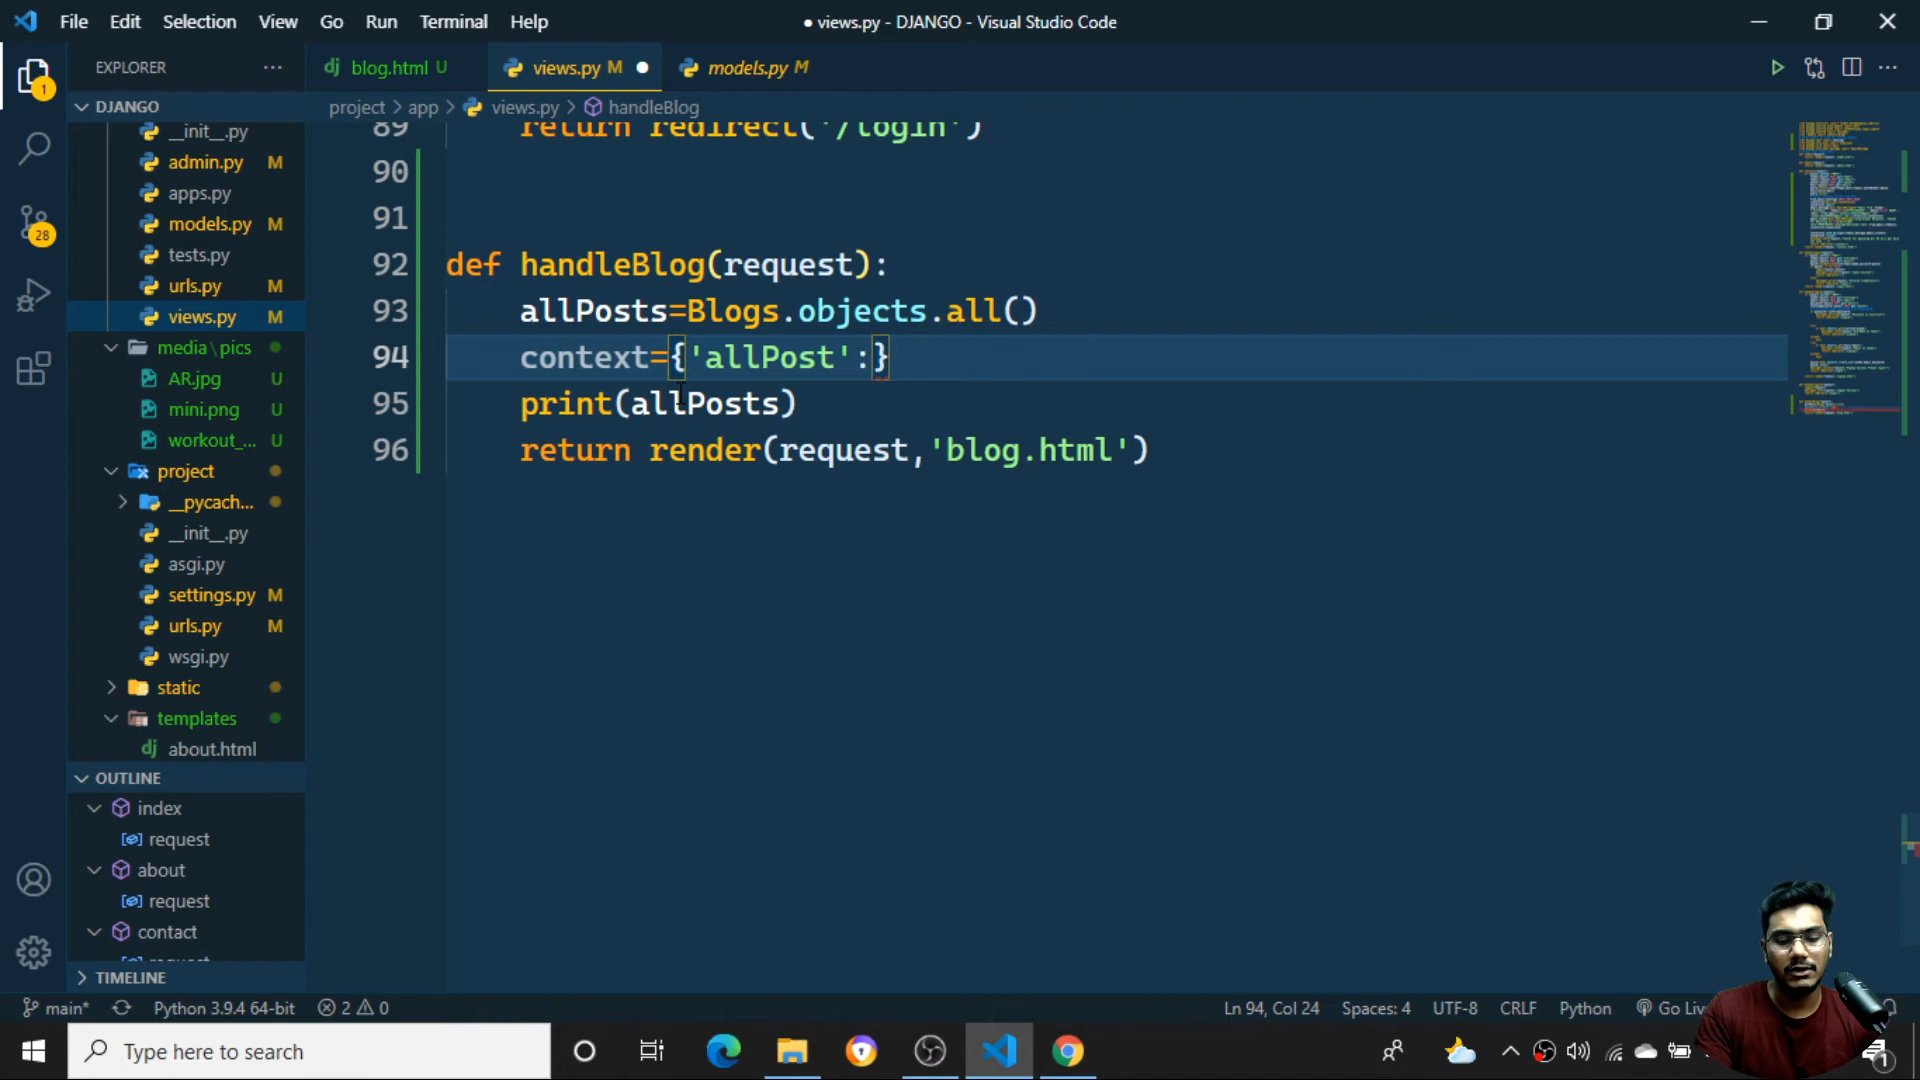 File Edit Selection View Go Run Terminal Help
● views.py - DJANGO - Visual Studio Code
EXPLORER ···
blog.html U
views.py M ●
models.py M
DJANGO
project > app > views.py > handleBlog
__init__.py
admin.py M
apps.py
models.py M
tests.py
urls.py M
views.py M
media\pics
AR.jpg U
mini.png U
workout_... U
project
__pycach...
__init__.py
asgi.py
settings.py M
urls.py M
wsgi.py
static
templates
about.html
OUTLINE
index
request
about
request
contact
request
TIMELINE
1
28
89 return redirect('/login')
90
91
92 def handleBlog(request):
93 allPosts=Blogs.objects.all()
94 context={'allPost':}
95 print(allPosts)
96 return render(request,'blog.html')
main* Python 3.9.4 64-bit 2 0
Ln 94, Col 24 Spaces: 4 UTF-8 CRLF Python Go Liv
Type here to search
1